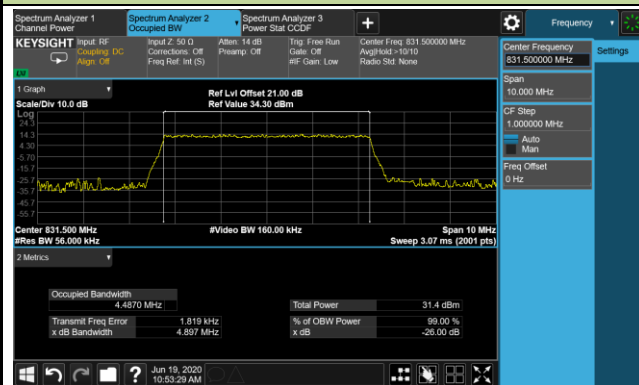 Spectrum Analyzer 1
Channel Power
Spectrum Analyzer 2
Occupied BW
Spectrum Analyzer 3
Power Stat CCDF
+
Frequency
KEYSIGHT
Input: RF
Coupling: DC
Align: Off
Input Z: 50 Ω
Corrections: Off
Freq Ref: Int (S)
Atten: 14 dB
Preamp: Off
Trig: Free Run
Gate: Off
#IF Gain: Low
Center Freq: 831.500000 MHz
Avg|Hold:>10/10
Radio Std: None
Center Frequency
831.500000 MHz
Settings
Span
10.000 MHz
CF Step
1.000000 MHz
Auto
Man
Freq Offset
0 Hz
1 Graph
Scale/Div 10.0 dB
Ref Lvl Offset 21.00 dB
Ref Value 34.30 dBm
Log
24.3
14.3
4.30
-5.70
-15.7
-25.7
-35.7
-45.7
-55.7
Center 831.500 MHz
#Video BW 160.00 kHz
Span 10 MHz
#Res BW 56.000 kHz
Sweep 3.07 ms (2001 pts)
2 Metrics
Occupied Bandwidth
4.4870 MHz
Total Power 31.4 dBm
Transmit Freq Error 1.819 kHz
% of OBW Power 99.00 %
x dB Bandwidth 4.897 MHz
x dB -26.00 dB
?
Jun 19, 2020
10:53:29 AM